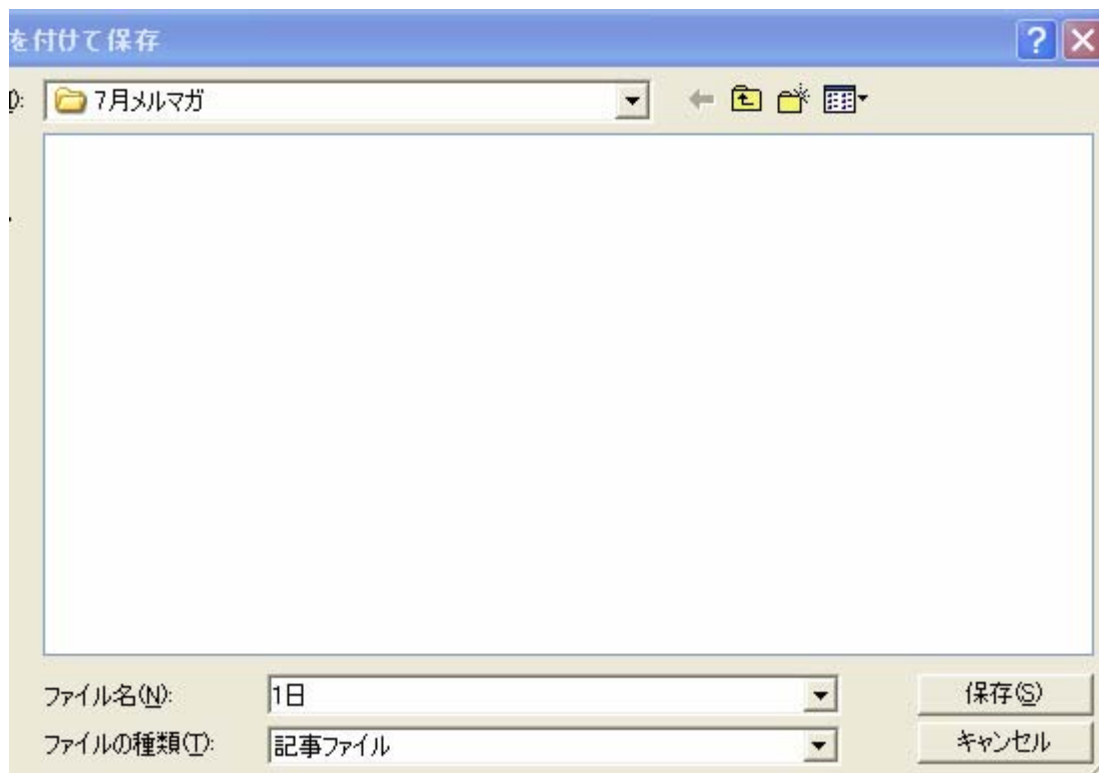 を付けて保存
7月メルマガ
ファイル名(N):
1日
保存(S)
ファイルの種類(T):
記事ファイル
キャンセル